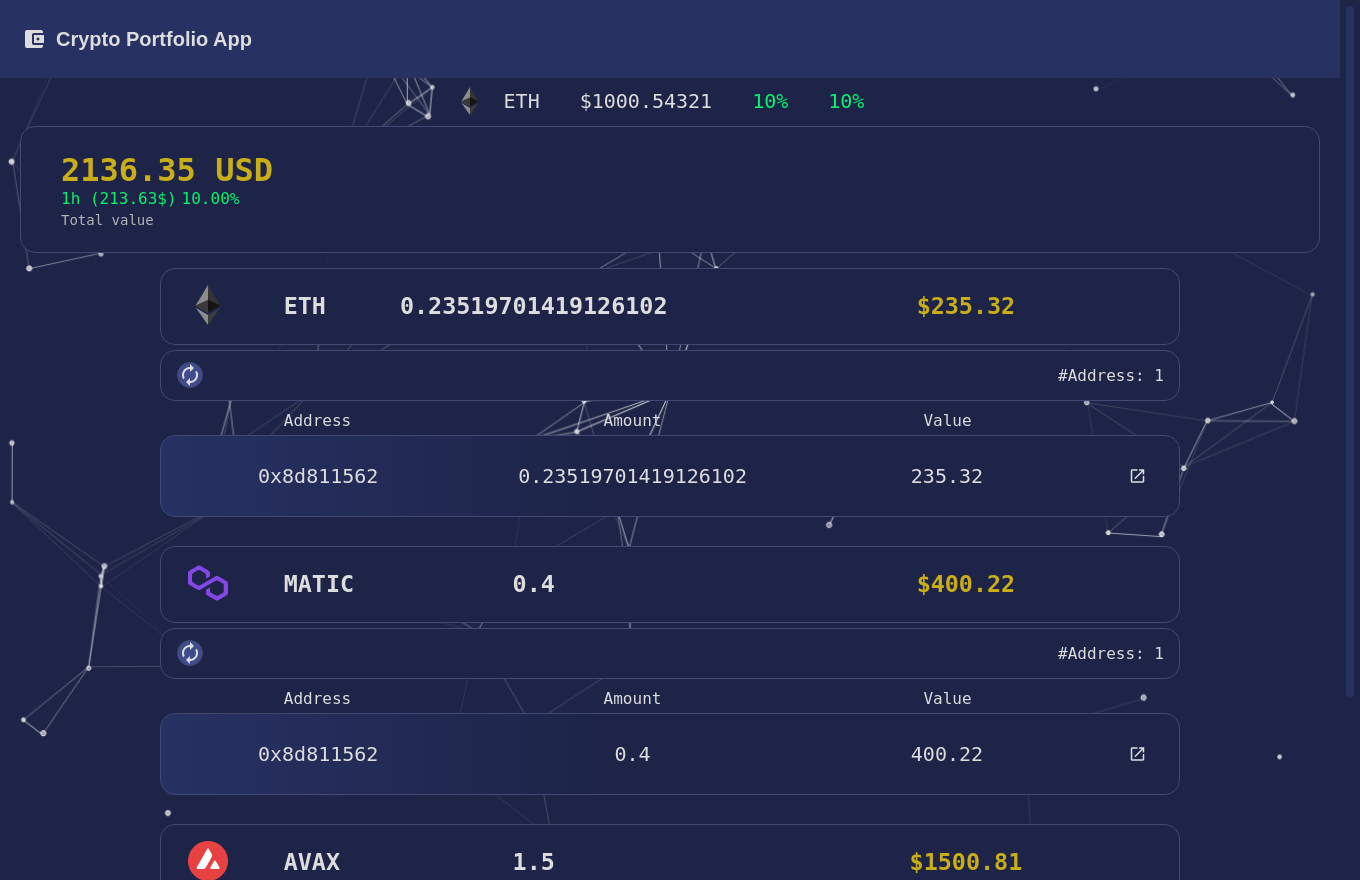 Crypto Portfolio App
ETH $1000.54321 10% 10%
2136.35 USD
1h (213.63$) 10.00%
Total value
ETH 0.23519701419126102 $235.32
#Address: 1
Address Amount Value
0x8d811562 0.23519701419126102 235.32
MATIC 0.4 $400.22
#Address: 1
Address Amount Value
0x8d811562 0.4 400.22
AVAX 1.5 $1500.81